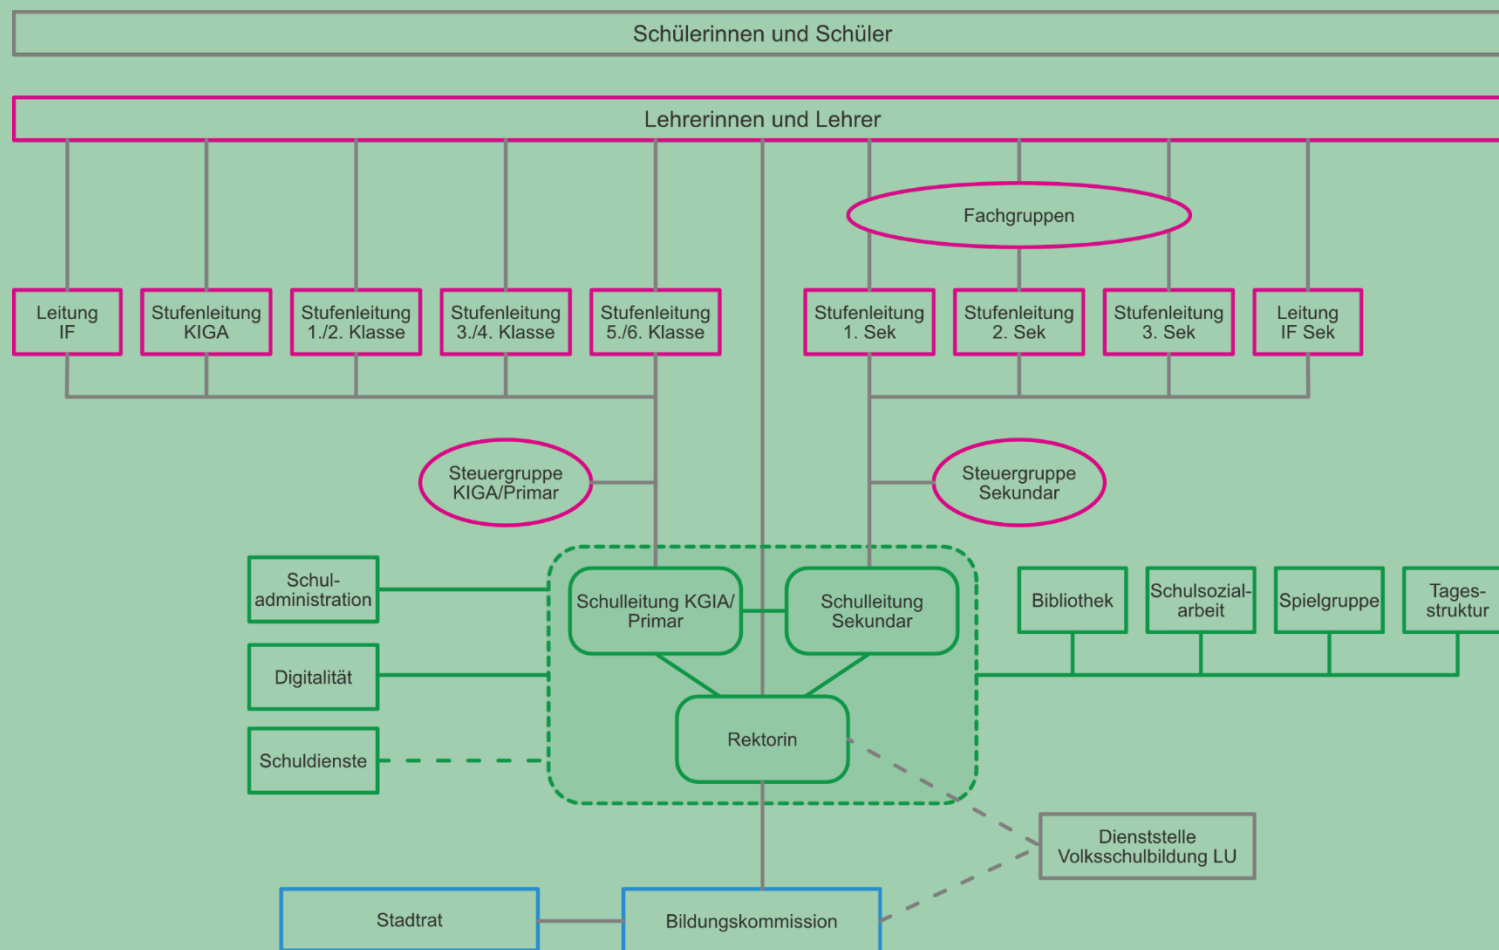 Schülerinnen und Schüler
Lehrerinnen und Lehrer
Fachgruppen
Leitung
IF
Stufenleitung
KIGA
Stufenleitung
1./2. Klasse
Stufenleitung
3./4. Klasse
Stufenleitung
5./6. Klasse
Stufenleitung
1. Sek
Stufenleitung
2. Sek
Stufenleitung
3. Sek
Leitung
IF Sek
Steuergruppe
KIGA/Primar
Steuergruppe
Sekundar
Schul-
administration
Digitalität
Schuldienste
Schulleitung KGIA/
Primar
Schulleitung
Sekundar
Rektorin
Bibliothek
Schulsozial-
arbeit
Spielgruppe
Tages-
struktur
Dienststelle
Volksschulbildung LU
Stadtrat
Bildungskommission